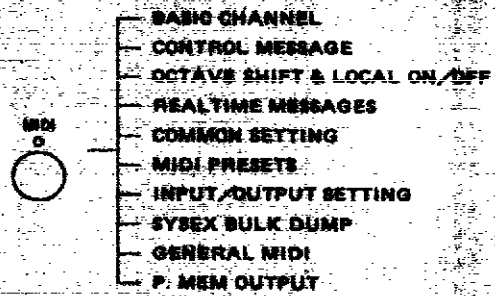 BASIC CHANNEL
CONTROL MESSAGE
OCTAVE SHIFT & LOCAL ON/OFF
REALTIME MESSAGES
MIDI
COMMON SETTING
MIDI PRESETS
INPUT/OUTPUT SETTING
SYSEX BULK DUMP
GENERAL MIDI
P. MEM OUTPUT